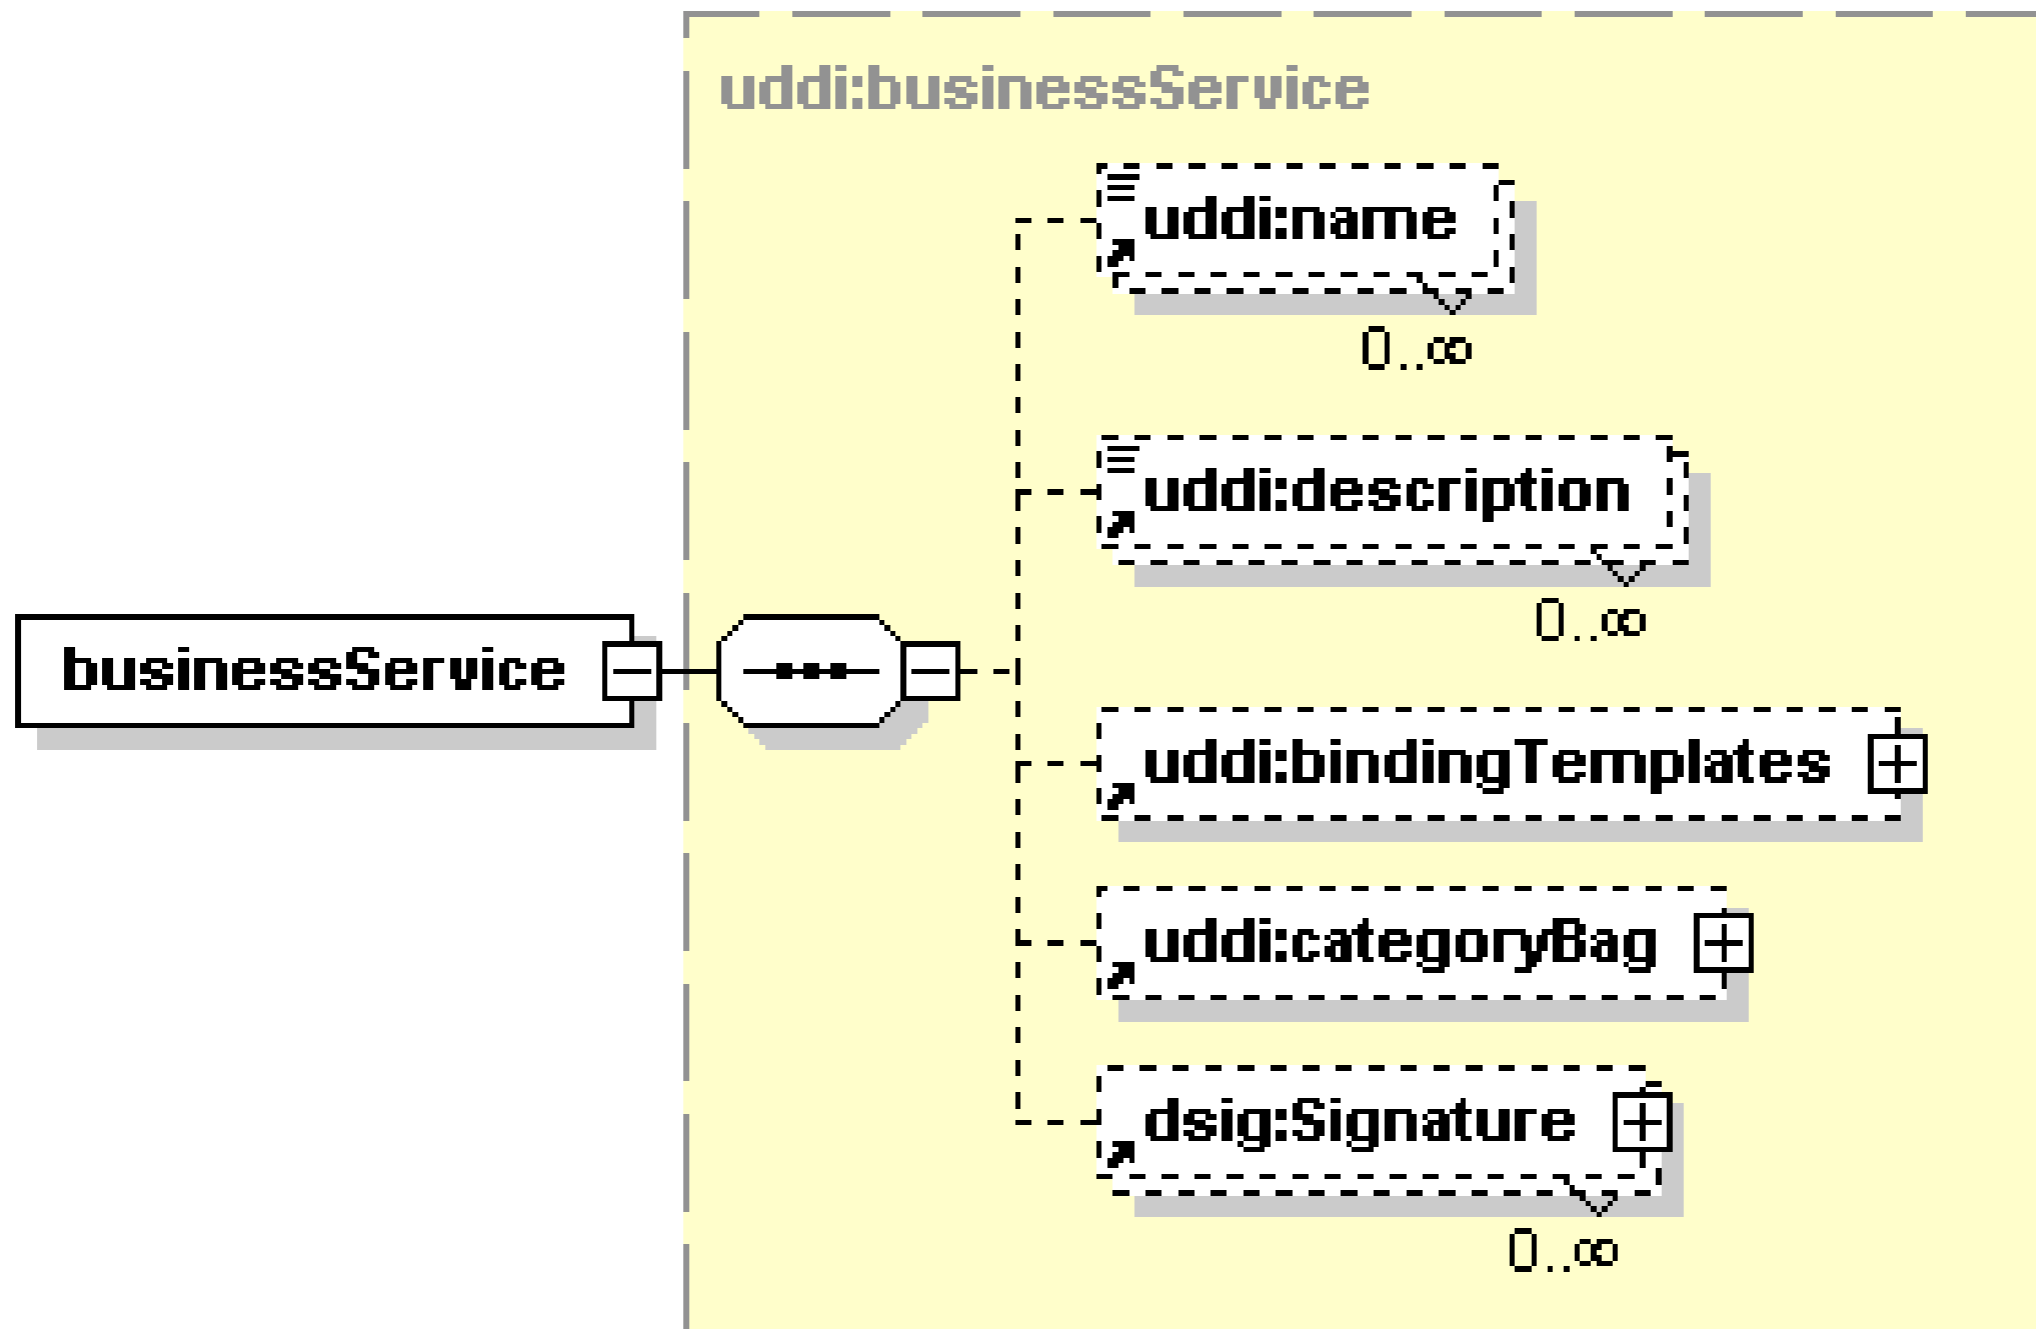 uddi:businessService
uddi:name
0..∞
uddi:description
0..∞
businessService
uddi:bindingTemplates
uddi:categoryBag
dsig:Signature
0..∞